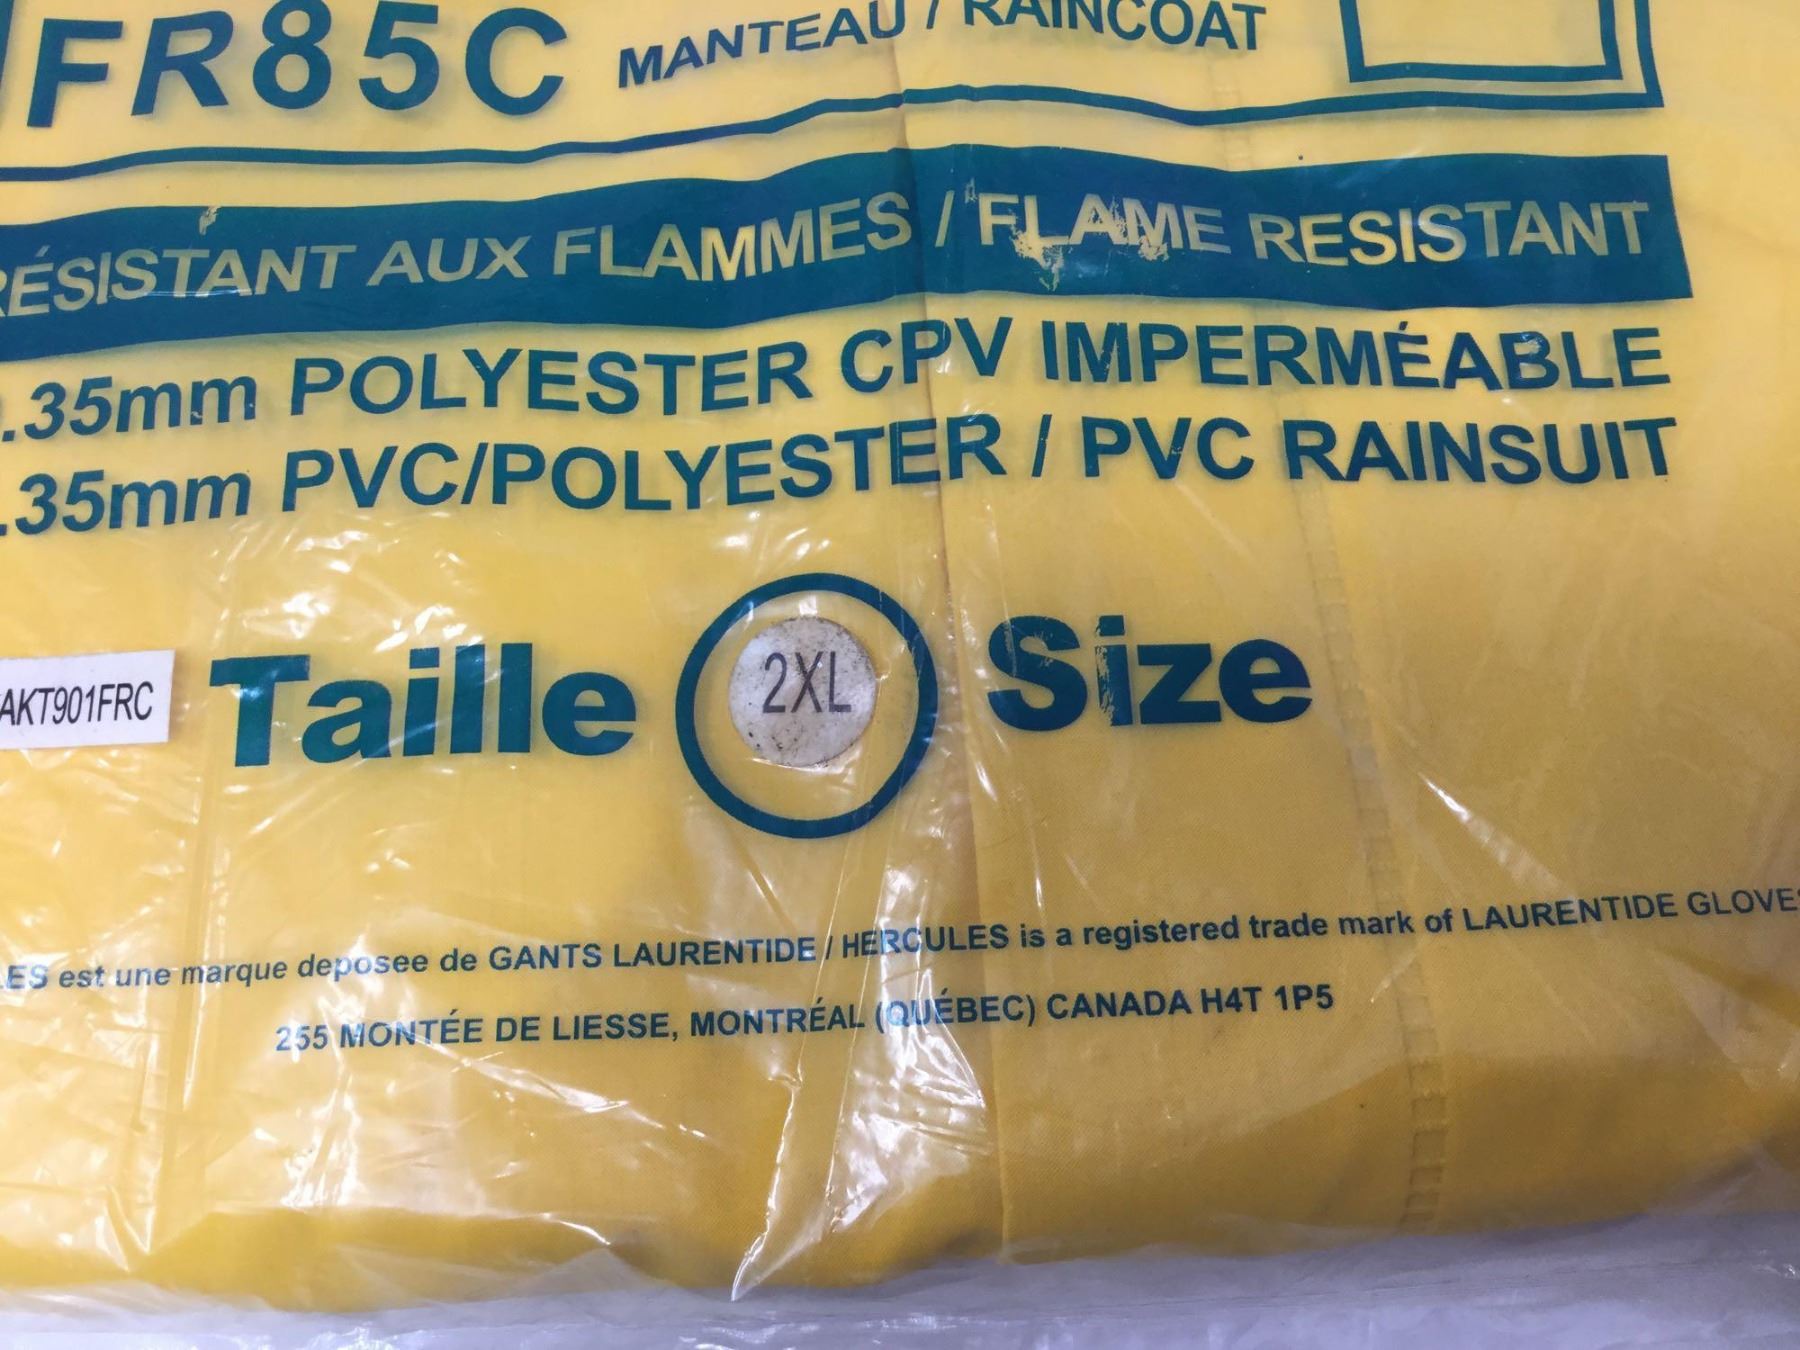 FR85C MANTEAU / RAINCOAT
RÉSISTANT AUX FLAMMES / FLAME RESISTANT
.35mm POLYESTER CPV IMPERMÉABLE
.35mm PVC/POLYESTER / PVC RAINSUIT
AKT901FRC Taille 2XL Size
LES est une marque deposee de GANTS LAURENTIDE / HERCULES is a registered trade mark of LAURENTIDE GLOVES
255 MONTÉE DE LIESSE, MONTRÉAL (QUÉBEC) CANADA H4T 1P5